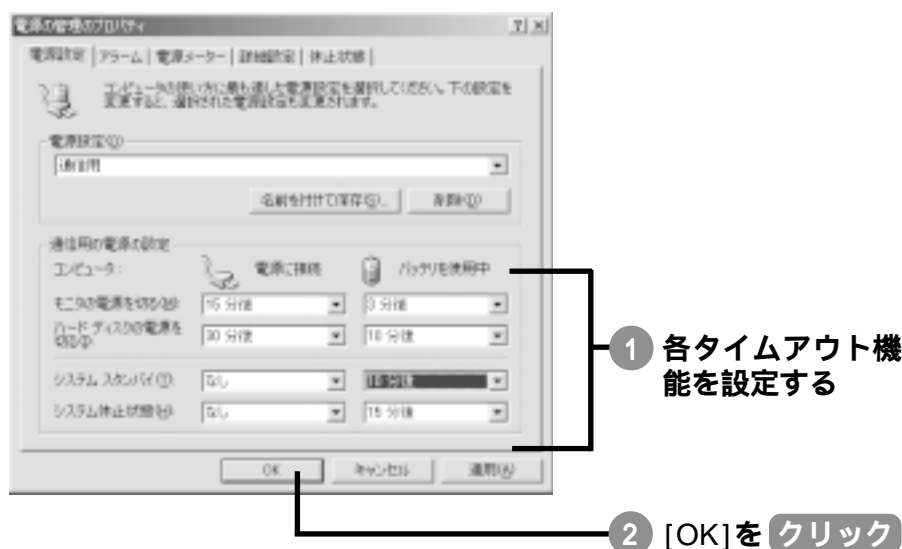 電源の管理のプロパティ
電源設定 アラーム 電源メーター 詳細設定 休止状態
コンピュータの使い方に最も適した電源設定を選択してください。下の設定を
変更すると、選択された電源設定も変更されます。
電源設定(O)
通信用
名前を付けて保存(S)... 削除(D)
通信用の電源の設定
コンピュータ: 電源に接続 バッテリを使用中
モニタの電源を切る(M): 15 分後 3 分後
ハード ディスクの電源を
切る(I): 30 分後 10 分後
システム スタンバイ(T): なし 10 分後
システム休止状態(H): なし 15 分後
OK キャンセル 適用(A)
1 各タイムアウト機
能を設定する
2 [OK]を クリック